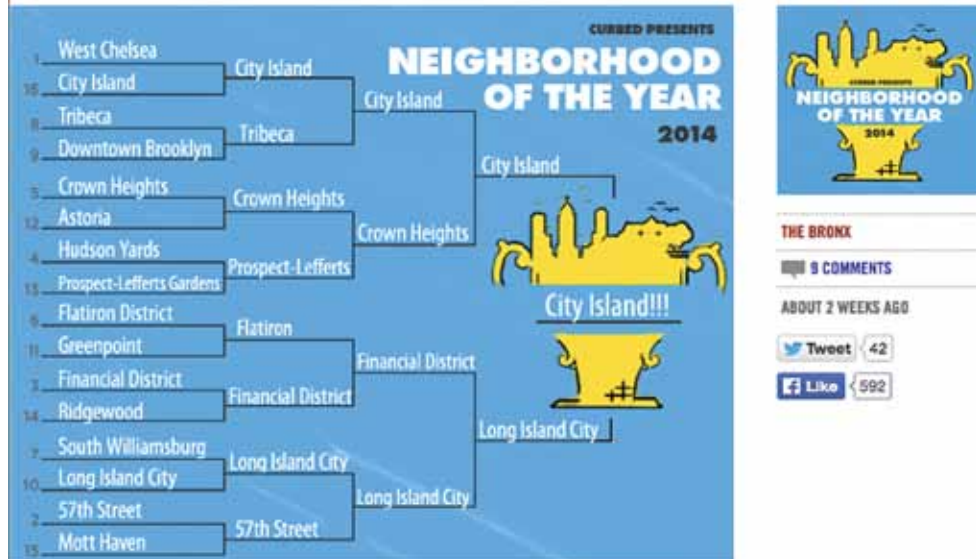 CURBED PRESENTS
NEIGHBORHOOD
OF THE YEAR
2014
1 West Chelsea
16 City Island
8 Tribeca
9 Downtown Brooklyn
5 Crown Heights
12 Astoria
4 Hudson Yards
13 Prospect-Lefferts Gardens
6 Flatiron District
11 Greenpoint
3 Financial District
14 Ridgewood
7 South Williamsburg
10 Long Island City
2 57th Street
15 Mott Haven
City Island
Tribeca
Crown Heights
Prospect-Lefferts
Flatiron
Financial District
Long Island City
57th Street
City Island
Crown Heights
Financial District
Long Island City
City Island
Long Island City
City Island!!!
CURBED PRESENTS
NEIGHBORHOOD
OF THE YEAR
2014
THE BRONX
9 COMMENTS
ABOUT 2 WEEKS AGO
Tweet 42
f Like 592